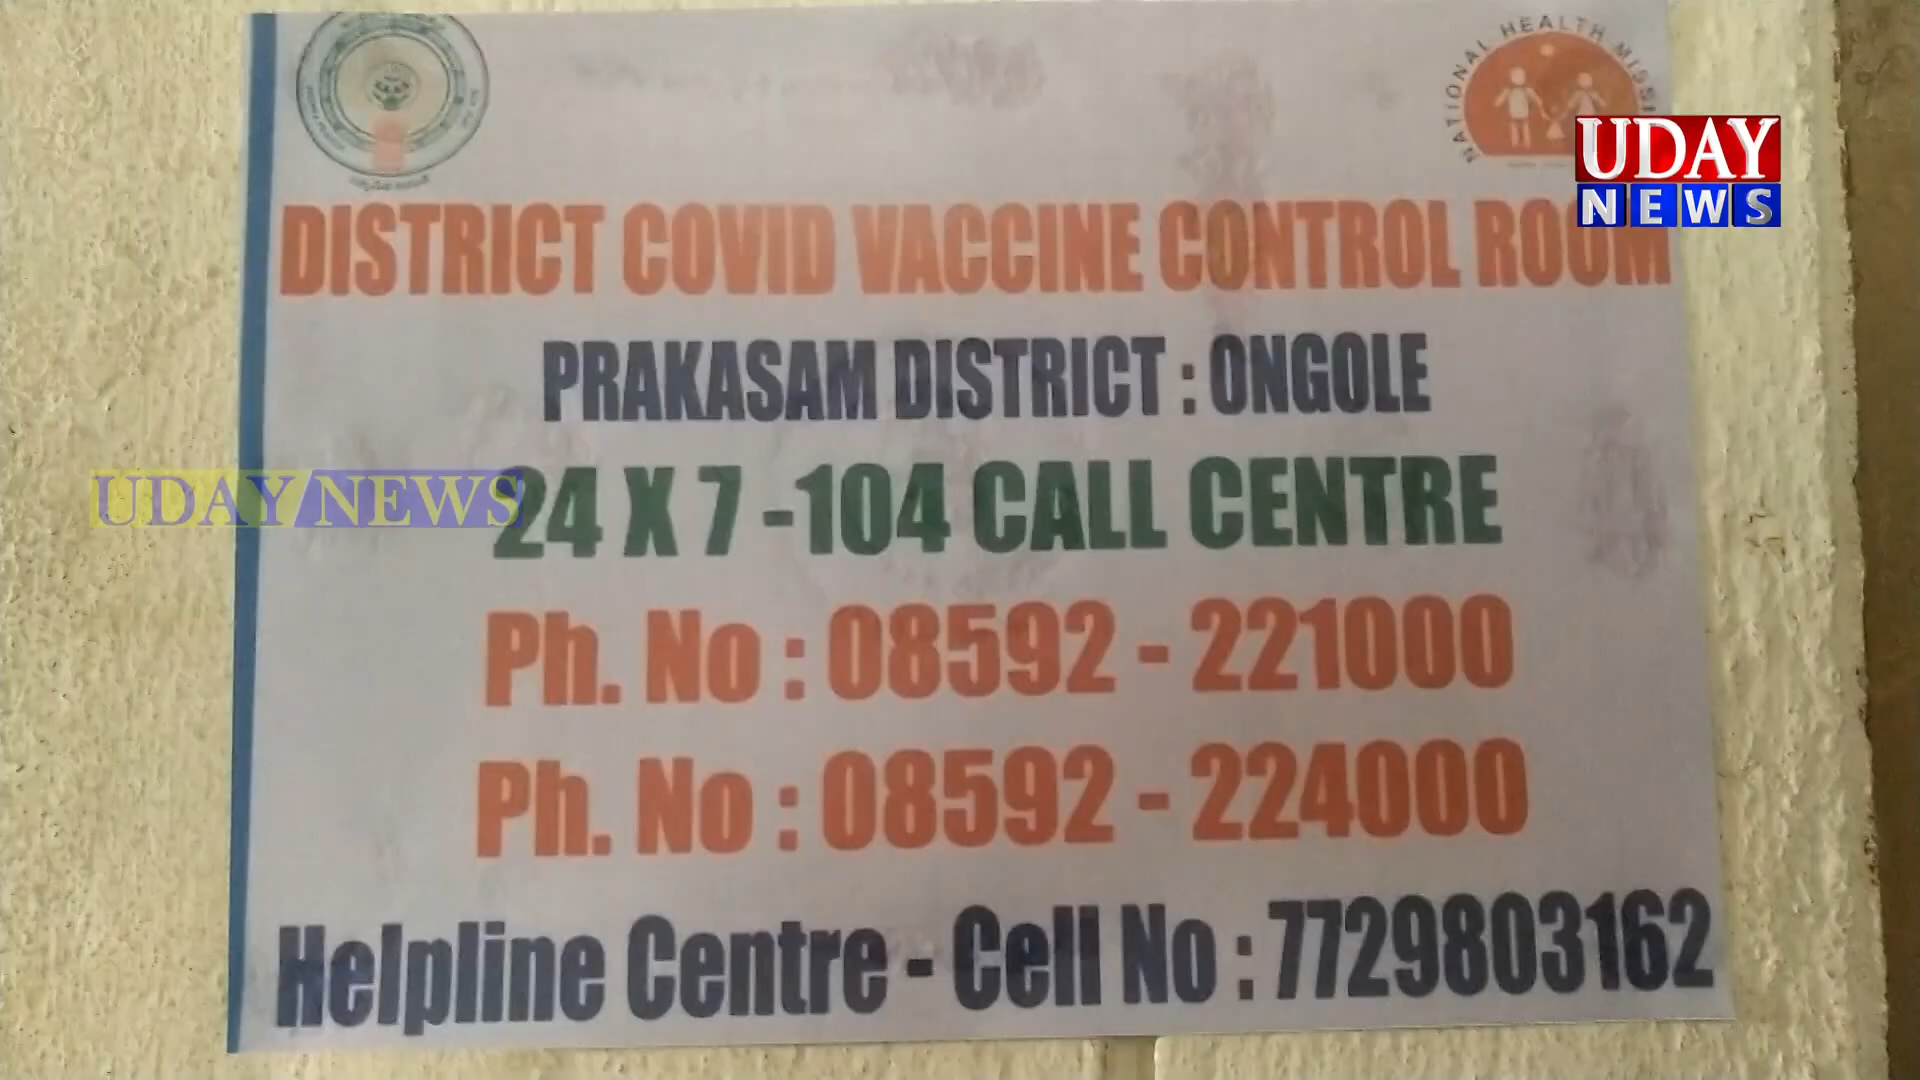 NATIONAL HEALTH MISSI
UDAY
NEWS
DISTRICT COVID VACCINE CONTROL ROOM
PRAKASAM DISTRICT : ONGOLE
UDAY NEWS
24 X 7 -104 CALL CENTRE
Ph. No : 08592 - 221000
Ph. No : 08592 - 224000
Helpline Centre - Cell No : 7729803162